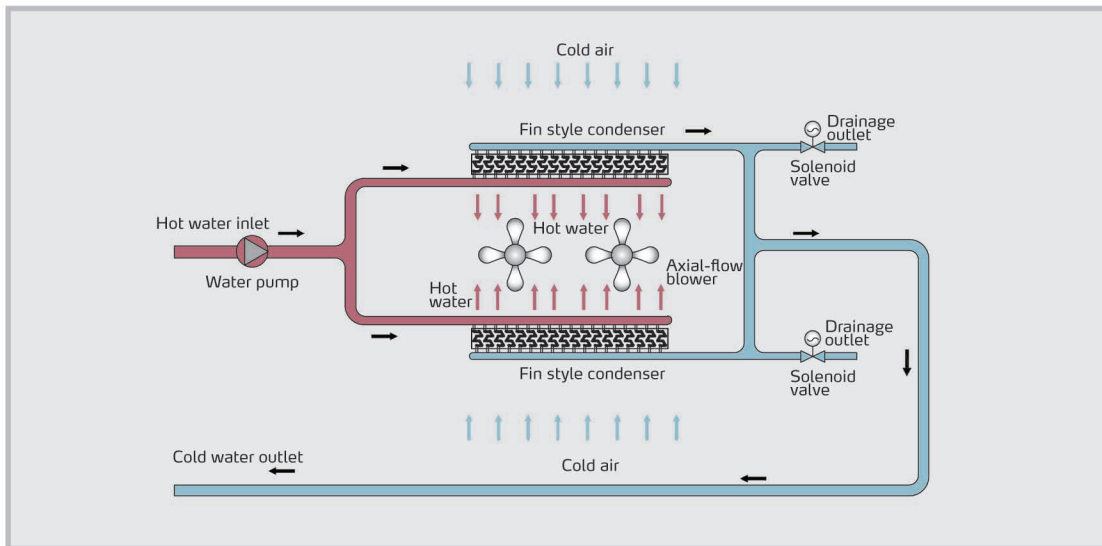 Cold air
Fin style condenser
Drainage
outlet
Solenoid
valve
Hot water inlet
Water pump
Hot water
Axial-flow
blower
Hot
water
Drainage
outlet
Solenoid
valve
Fin style condenser
Cold water outlet
Cold air